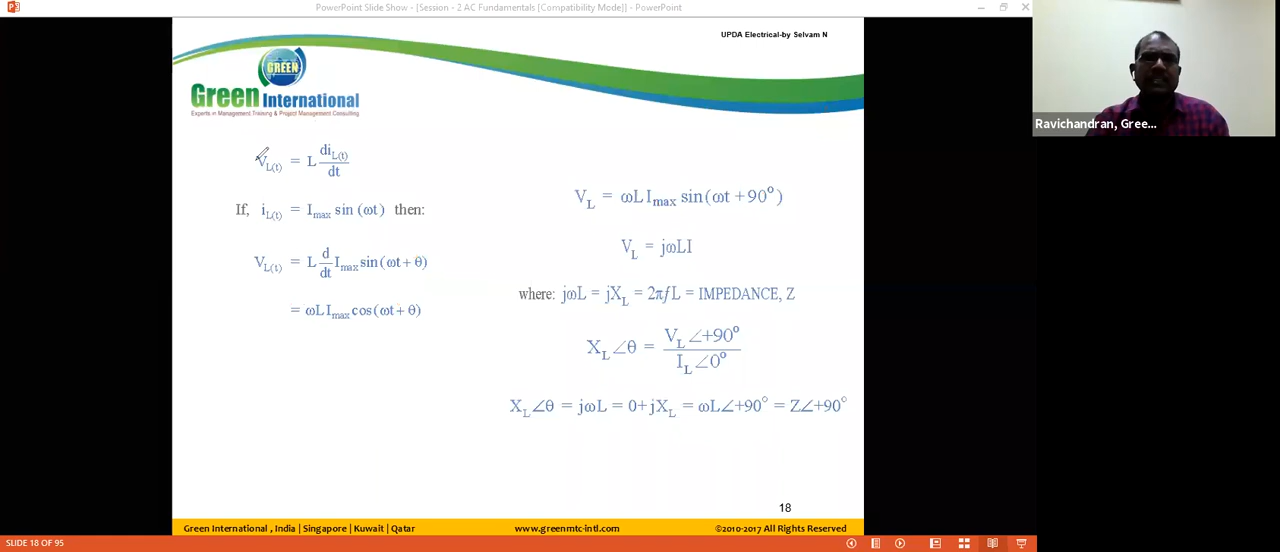 PowerPoint Slide Show - [Session - 2 AC Fundamentals [Compatibility Mode]] - PowerPoint
UPDA Electrical-by Selvam N
GREEN
Green International
Experts in Management Training & Project Management Consulting
V_L(t) = L di_L(t)/dt
If, i_L(t) = I_max sin (ωt) then:
V_L(t) = L d/dt I_max sin(ωt + θ)
= ωL I_max cos(ωt + θ)
V_L = ωL I_max sin(ωt + 90°)
V_L = jωLI
where: jωL = jX_L = 2πfL = IMPEDANCE, Z
X_L∠θ = V_L∠+90° / I_L∠0°
X_L∠θ = jωL = 0+jX_L = ωL∠+90° = Z∠+90°
18
Green International , India | Singapore | Kuwait | Qatar
www.greenmtc-intl.com
©2010-2017 All Rights Reserved
SLIDE 18 OF 95
Ravichandran, Gree...